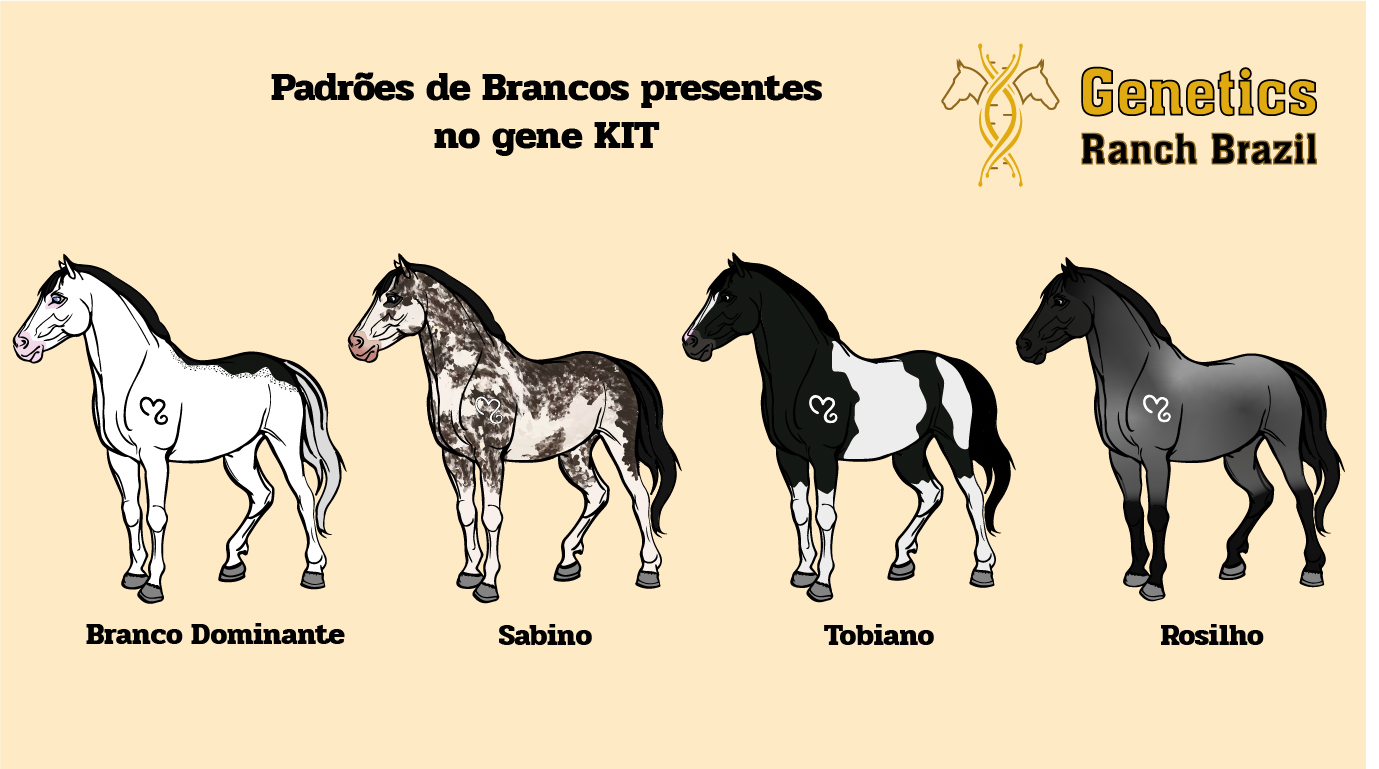 Padrões de Brancos presentes
no gene KIT
Genetics
Ranch Brazil
Branco Dominante
Sabino
Tobiano
Rosilho